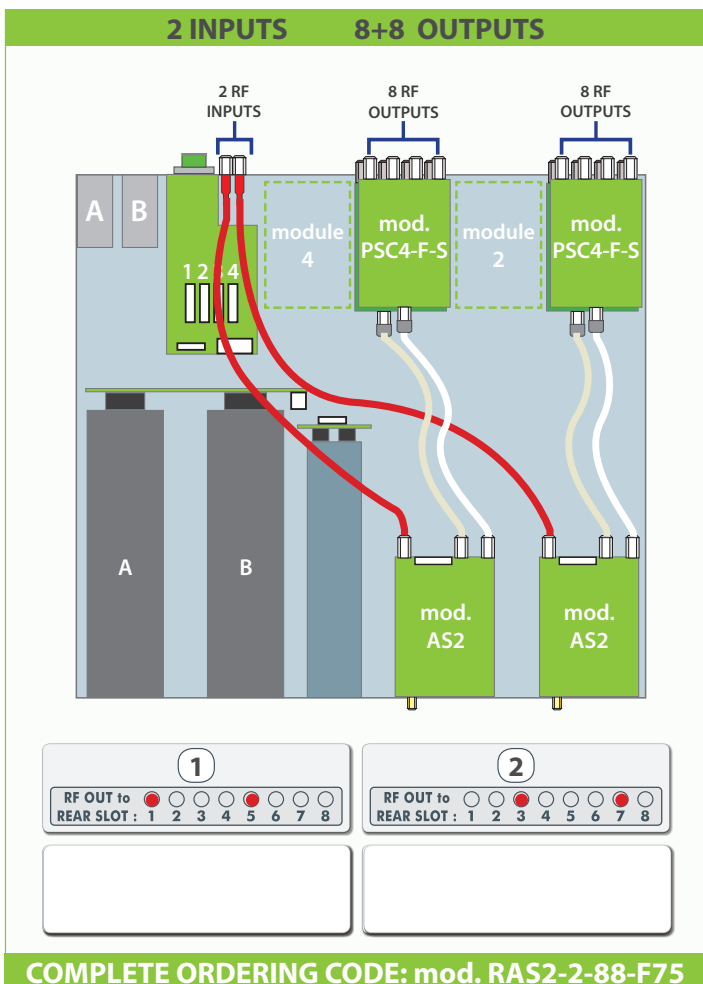 2 INPUTS 8+8 OUTPUTS
2 RF
INPUTS
8 RF
OUTPUTS
8 RF
OUTPUTS
A B
module
4
mod.
PSC4-F-S
module
2
mod.
PSC4-F-S
1 2 3 4
A B
mod.
AS2
mod.
AS2
1
RF OUT to
REAR SLOT : 1 2 3 4 5 6 7 8
2
RF OUT to
REAR SLOT : 1 2 3 4 5 6 7 8
COMPLETE ORDERING CODE: mod. RAS2-2-88-F75